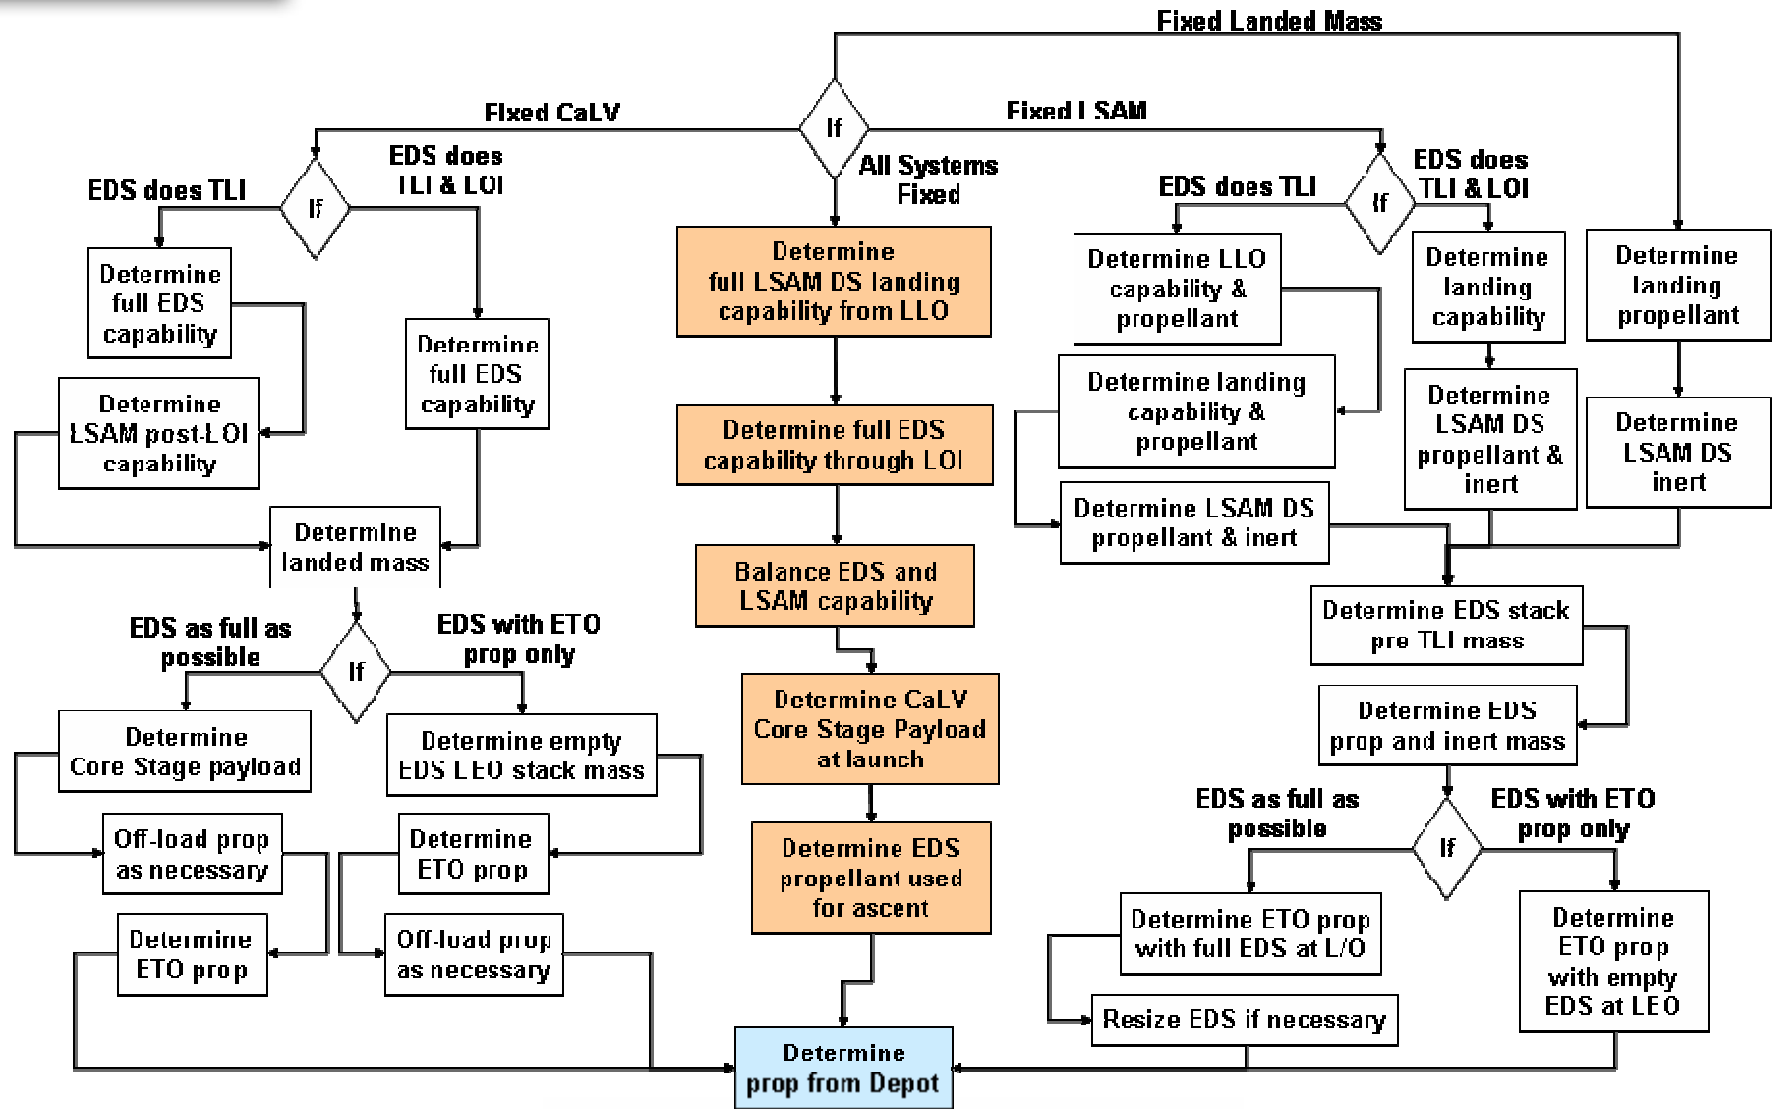 Fixed Landed Mass
Fixed CaLV
If
Fixed LSAM
All Systems
Fixed
EDS does TLI
EDS does
TLI & LOI
If
EDS does TLI
EDS does
TLI & LOI
If
Determine
full EDS
capability
Determine
LSAM post-LOI
capability
Determine
full EDS
capability
Determine
landed mass
EDS as full as
possible
EDS with ETO
prop only
If
Determine
Core Stage payload
Off-load prop
as necessary
Determine
ETO prop
Determine empty
EDS LEO stack mass
Determine
ETO prop
Off-load prop
as necessary
Determine
full LSAM DS landing
capability from LLO
Determine full EDS
capability through LOI
Balance EDS and
LSAM capability
Determine CaLV
Core Stage Payload
at launch
Determine EDS
propellant used
for ascent
Determine
prop from Depot
Determine LLO
capability &
propellant
Determine landing
capability &
propellant
Determine LSAM DS
propellant & inert
Determine
landing
capability
Determine
LSAM DS
propellant &
inert
Determine
landing
propellant
Determine
LSAM DS
inert
Determine EDS stack
pre TLI mass
Determine EDS
prop and inert mass
EDS as full as
possible
EDS with ETO
prop only
If
Determine ETO prop
with full EDS at L/O
Resize EDS if necessary
Determine
ETO prop
with empty
EDS at LEO